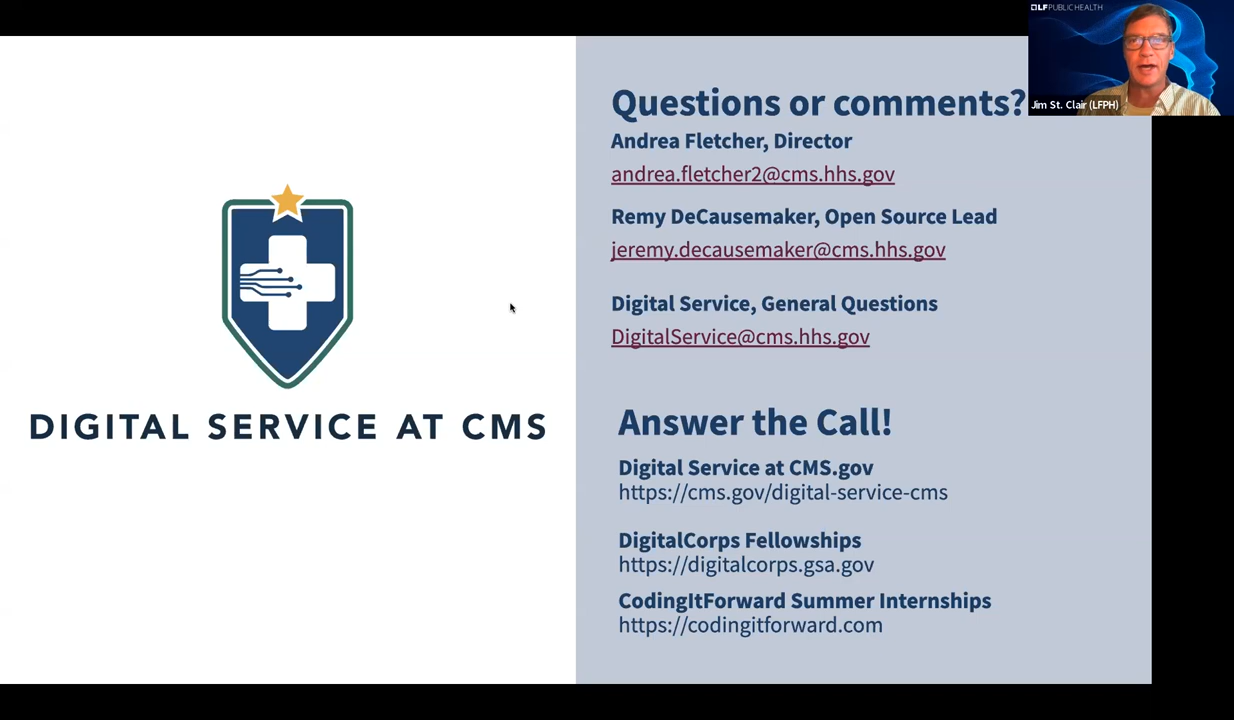 LFPUBLICHEALTH
Jim St. Clair (LFPH)
DIGITAL SERVICE AT CMS
Questions or comments?
Andrea Fletcher, Director
andrea.fletcher2@cms.hhs.gov
Remy DeCausemaker, Open Source Lead
jeremy.decausemaker@cms.hhs.gov
Digital Service, General Questions
DigitalService@cms.hhs.gov
Answer the Call!
Digital Service at CMS.gov
https://cms.gov/digital-service-cms
DigitalCorps Fellowships
https://digitalcorps.gsa.gov
CodingItForward Summer Internships
https://codingitforward.com